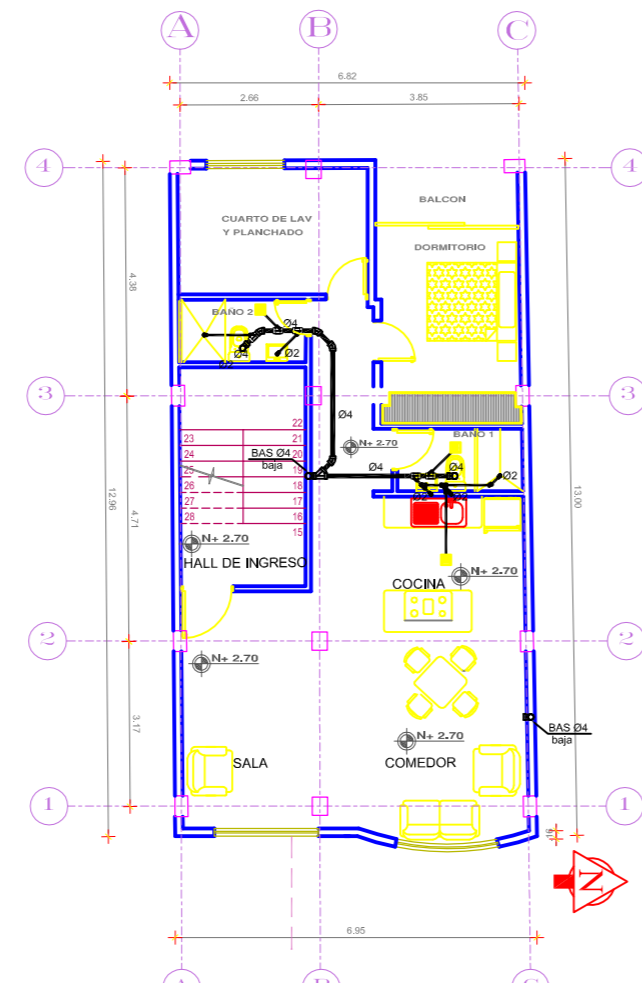 A B C
6.82
2.66 3.85
4 4
BALCON
CUARTO DE LAV
Y PLANCHADO
DORMITORIO
4.38
BAÑO 2
Ø4
Ø4 Ø2
Ø2
3 3
Ø4
22
23 21
24 20
25 19
26 18
27 17
28 16
15
BAÑO 1
N+ 2.70
BAS Ø4
baja
Ø4 Ø4 Ø2
Ø2 Ø2
12.96 13.00
4.71
N+ 2.70
HALL DE INGRESO
N+ 2.70
COCINA
2 2
N+ 2.70
3.17
N+ 2.70
BAS Ø4
baja
SALA COMEDOR
1 1
N
6.95
A B C